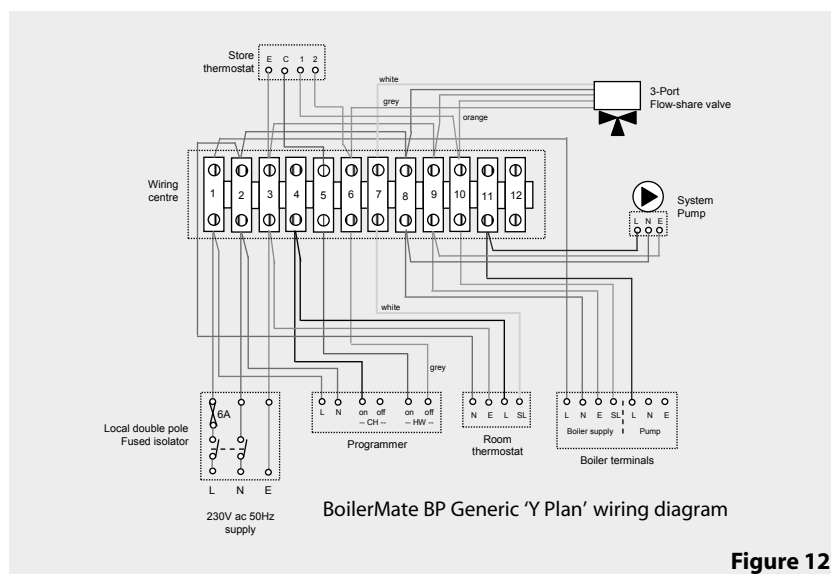 Store
thermostat
E C 1 2
white
grey
orange
3-Port
Flow-share valve
Wiring
centre
1 2 3 4 5 6 7 8 9 10 11 12
System
Pump
L N E
white
grey
Local double pole
Fused isolator
6A
L N E
230V ac 50Hz
supply
L N on off on off
-- CH -- -- HW --
Programmer
N E L SL
Room
thermostat
L N E SL L N E
Boiler supply Pump
Boiler terminals
BoilerMate BP Generic ‘Y Plan’ wiring diagram
Figure 12